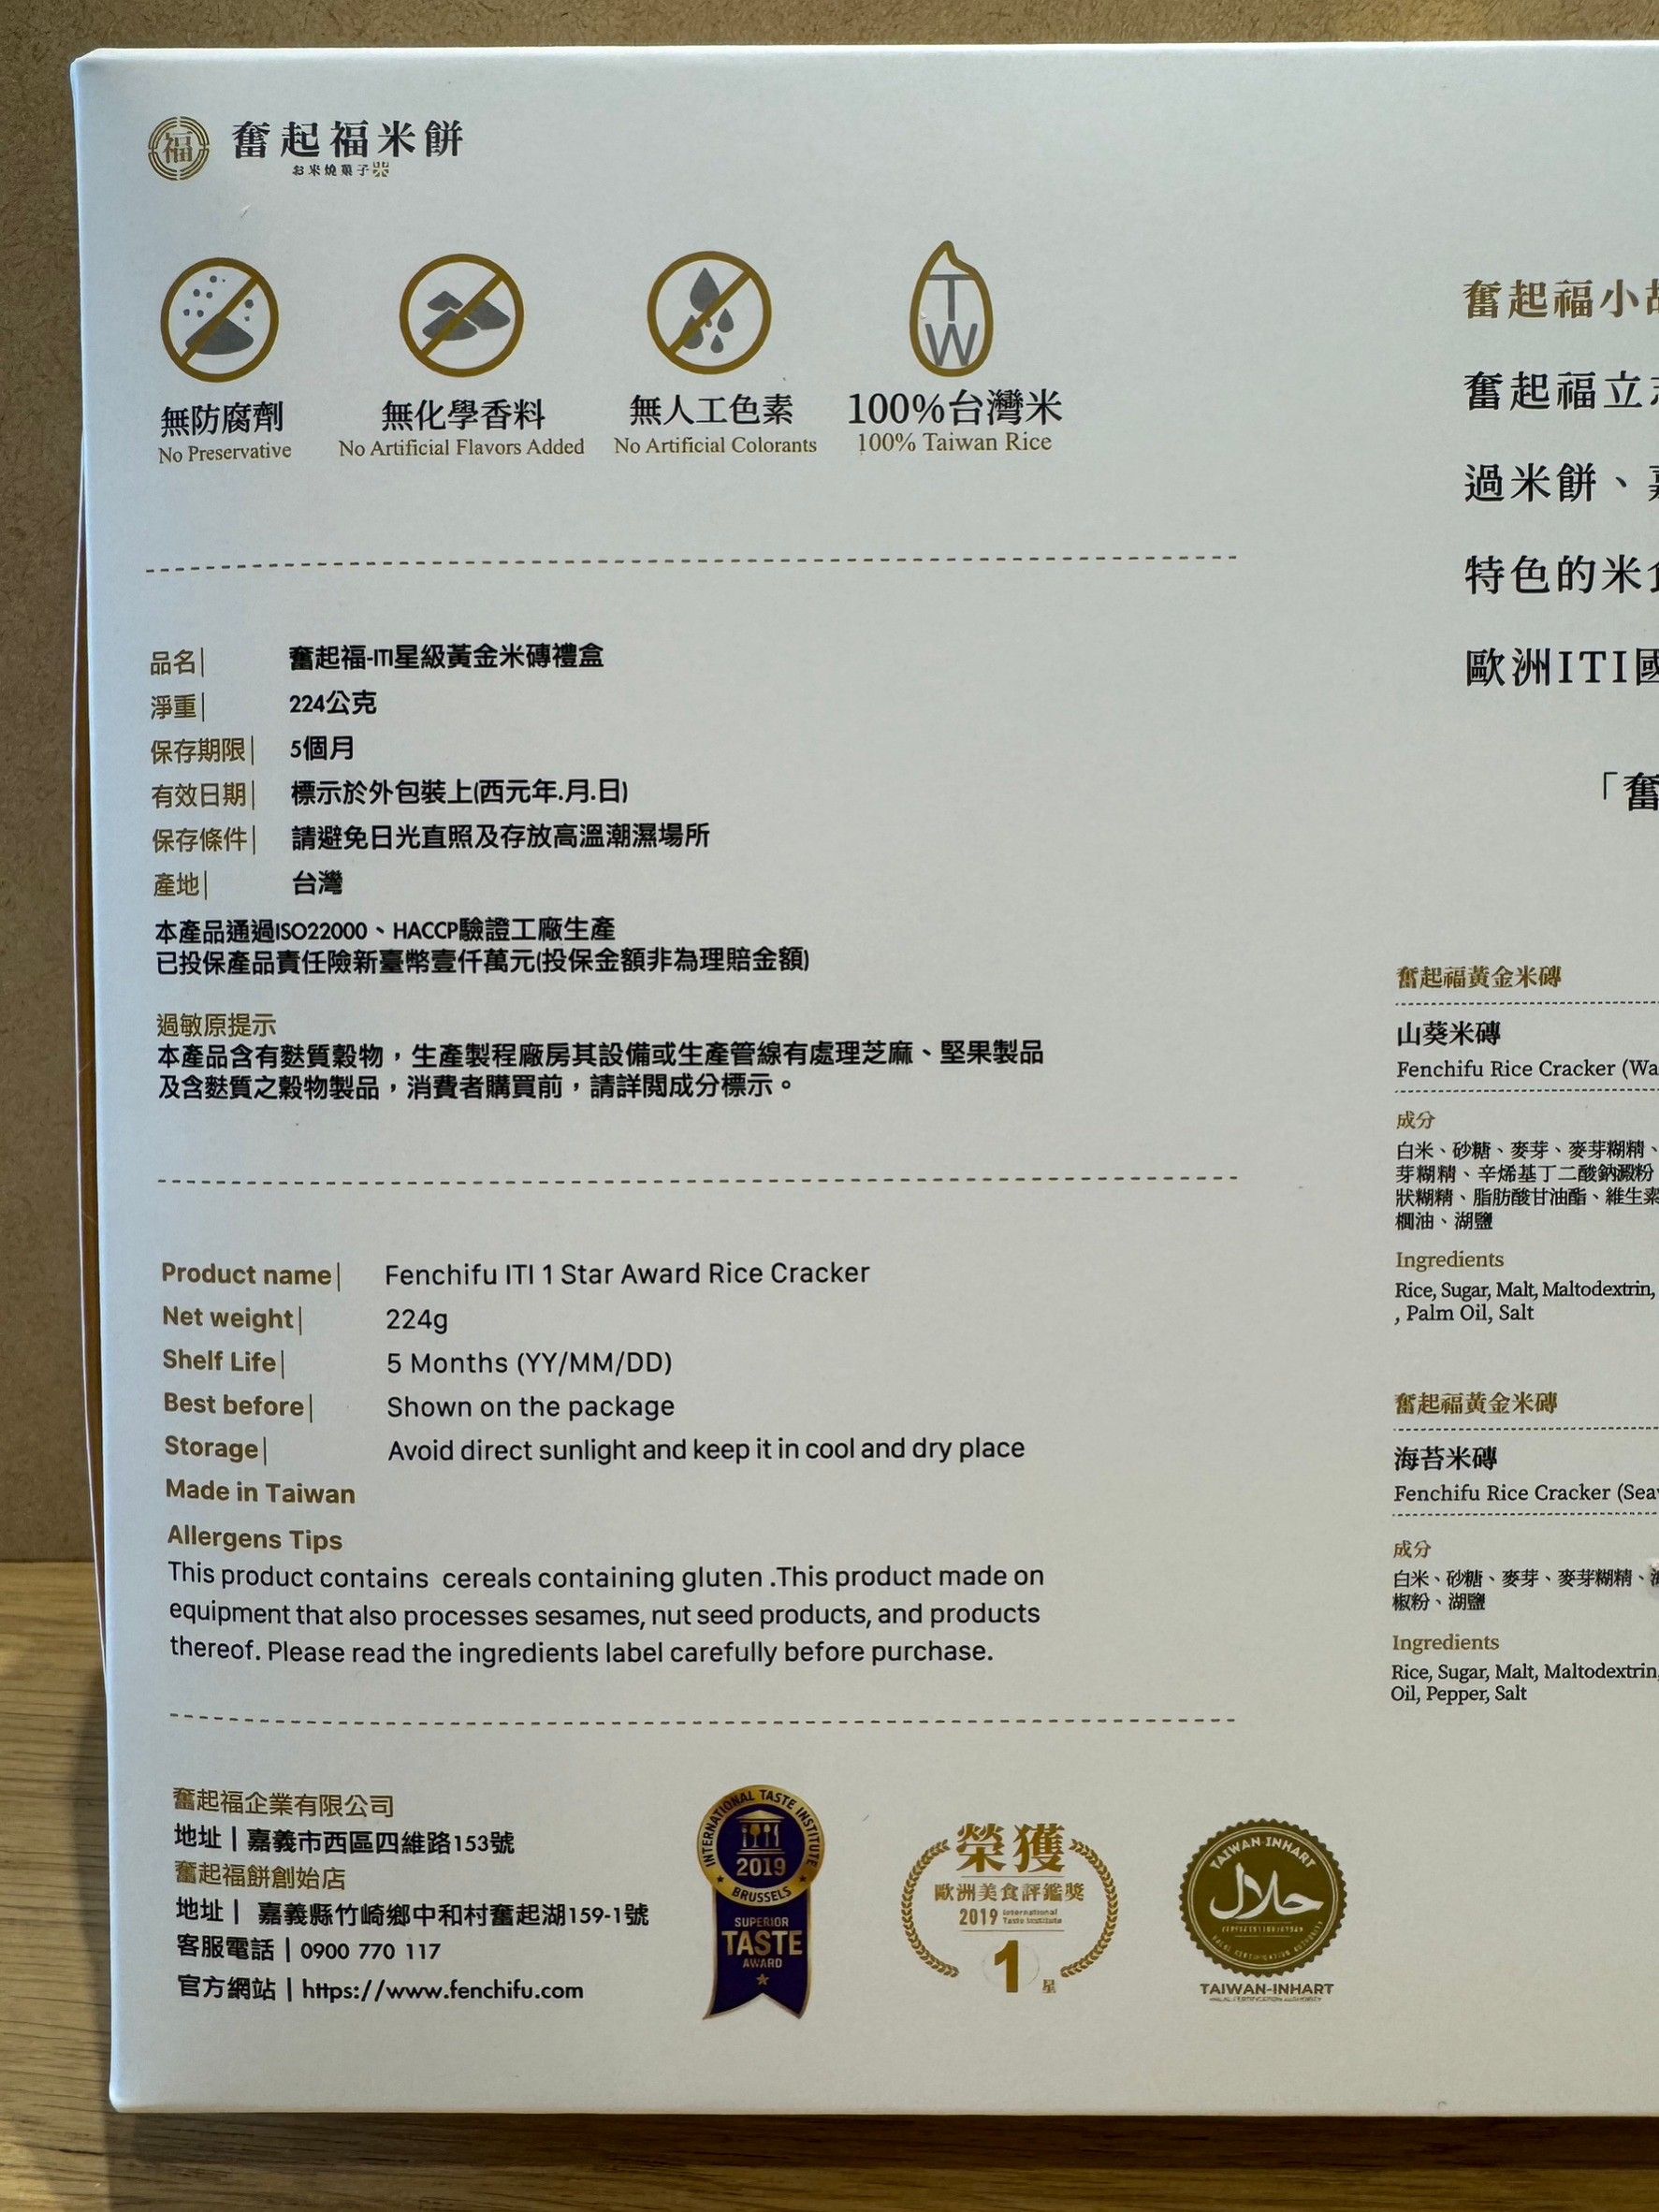 福
奮起福米餅
お米燒菓子
無防腐劑
No Preservative
無化學香料
No Artificial Flavors Added
無人工色素
No Artificial Colorants
TW
100%台灣米
100% Taiwan Rice
品名| 奮起福-ITI星級黃金米磚禮盒
淨重| 224公克
保存期限| 5個月
有效日期| 標示於外包裝上(西元年.月.日)
保存條件| 請避免日光直照及存放高溫潮濕場所
產地| 台灣
本產品通過ISO22000、HACCP驗證工廠生產
已投保產品責任險新臺幣壹仟萬元(投保金額非為理賠金額)
過敏原提示
本產品含有麩質穀物，生產製程廠房其設備或生產管線有處理芝麻、堅果製品
及含麩質之穀物製品，消費者購買前，請詳閱成分標示。
Product name| Fenchifu ITI 1 Star Award Rice Cracker
Net weight| 224g
Shelf Life| 5 Months (YY/MM/DD)
Best before| Shown on the package
Storage| Avoid direct sunlight and keep it in cool and dry place
Made in Taiwan
Allergens Tips
This product contains cereals containing gluten .This product made on
equipment that also processes sesames, nut seed products, and products
thereof. Please read the ingredients label carefully before purchase.
奮起福企業有限公司
地址 | 嘉義市西區四維路153號
奮起福餅創始店
地址 | 嘉義縣竹崎鄉中和村奮起湖159-1號
客服電話 | 0900 770 117
官方網站 | https://www.fenchifu.com
INTERNATIONAL TASTE INSTITUTE
2019
BRUSSELS
SUPERIOR
TASTE
AWARD
榮獲
歐洲美食評鑑獎
2019 International
Taste Institute
1星
TAIWAN-INHART
حلال
TAIWAN-INHART
奮起福小
奮起福立
過米餅、
特色的米
歐洲ITI
「奮
奮起福黃金米磚
山葵米磚
Fenchifu Rice Cracker (Wa
成分
白米、砂糖、麥芽、麥芽糊精、
芽糊精、辛烯基丁二酸鈉澱粉
狀糊精、脂肪酸甘油酯、維生素
櫚油、湖鹽
Ingredients
Rice, Sugar, Malt, Maltodextrin,
, Palm Oil, Salt
奮起福黃金米磚
海苔米磚
Fenchifu Rice Cracker (Sea
成分
白米、砂糖、麥芽、麥芽糊精、
椒粉、湖鹽
Ingredients
Rice, Sugar, Malt, Maltodextrin,
Oil, Pepper, Salt